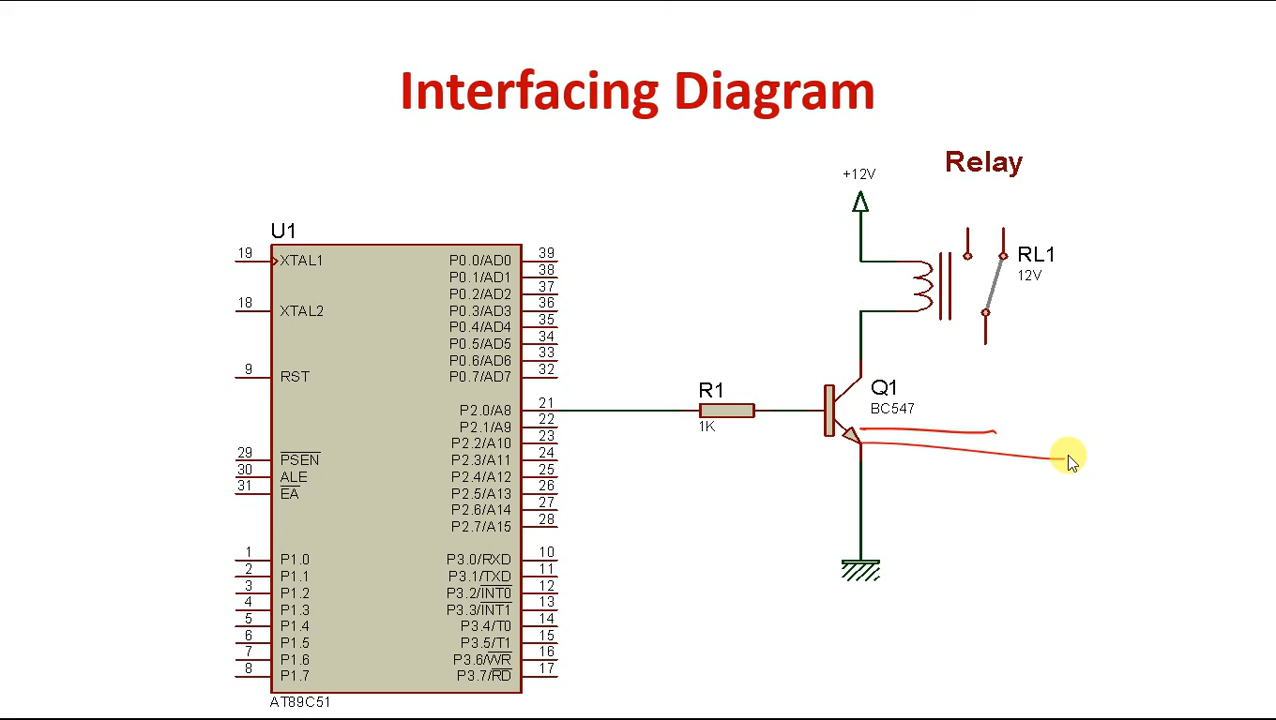 Interfacing Diagram
Relay
+12V
RL1
12V
U1
19 XTAL1 P0.0/AD0 39
P0.1/AD1 38
P0.2/AD2 37
18 XTAL2 P0.3/AD3 36
P0.4/AD4 35
P0.5/AD5 34
P0.6/AD6 33
9 RST P0.7/AD7 32
P2.0/A8 21
P2.1/A9 22
P2.2/A10 23
29 PSEN P2.3/A11 24
30 ALE P2.4/A12 25
31 EA P2.5/A13 26
P2.6/A14 27
P2.7/A15 28
1 P1.0 P3.0/RXD 10
2 P1.1 P3.1/TXD 11
3 P1.2 P3.2/INT0 12
4 P1.3 P3.3/INT1 13
5 P1.4 P3.4/T0 14
6 P1.5 P3.5/T1 15
7 P1.6 P3.6/WR 16
8 P1.7 P3.7/RD 17
AT89C51
R1
1K
Q1
BC547